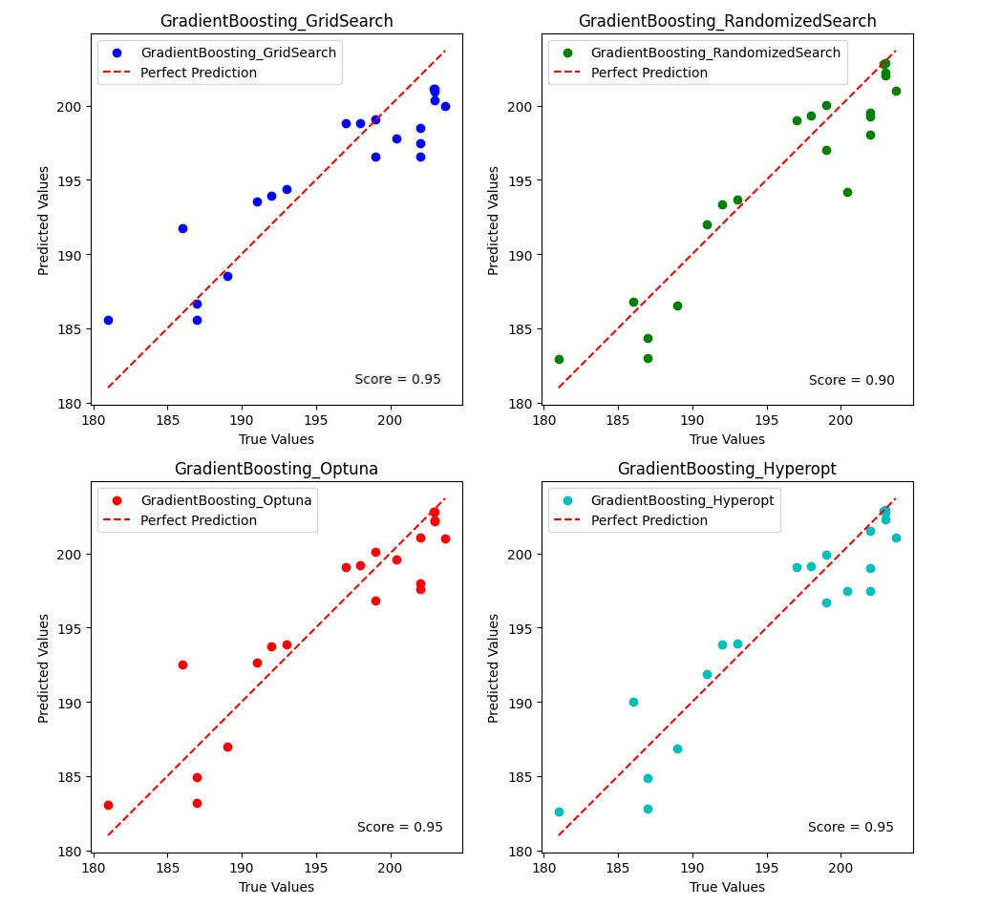 GradientBoosting_GridSearch
GradientBoosting_GridSearch
Perfect Prediction
Predicted Values
200
195
190
185
180
Score = 0.95
180 185 190 195 200
True Values
GradientBoosting_RandomizedSearch
GradientBoosting_RandomizedSearch
Perfect Prediction
Predicted Values
200
195
190
185
180
Score = 0.90
180 185 190 195 200
True Values
GradientBoosting_Optuna
GradientBoosting_Optuna
Perfect Prediction
Predicted Values
200
195
190
185
180
Score = 0.95
180 185 190 195 200
True Values
GradientBoosting_Hyperopt
GradientBoosting_Hyperopt
Perfect Prediction
Predicted Values
200
195
190
185
180
Score = 0.95
180 185 190 195 200
True Values